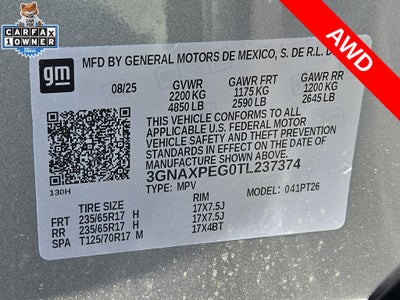 CARFAX
1 OWNER
AWD
gm
MFD BY GENERAL MOTORS DE MEXICO, S. DE R.L. D
08/25 GVWR GAWR FRT GAWR RR
2200 KG 1175 KG 1200 KG
4850 LB 2590 LB 2645 LB
THIS VEHICLE CONFORMS TO ALL
APPLICABLE U.S. FEDERAL MOTOR
VEHICLE SAFETY AND THEFT PREVENTION
STANDARDS IN EFFECT ON THE DATE OF
MANUFACTURE SHOWN ABOVE.
3GNAXPEG0TL237374
130H TYPE: MPV MODEL: 041PT26
TIRE SIZE RIM
FRT 235/65R17 H 17X7.5J
RR 235/65R17 H 17X7.5J
SPA T125/70R17 M 17X4BT